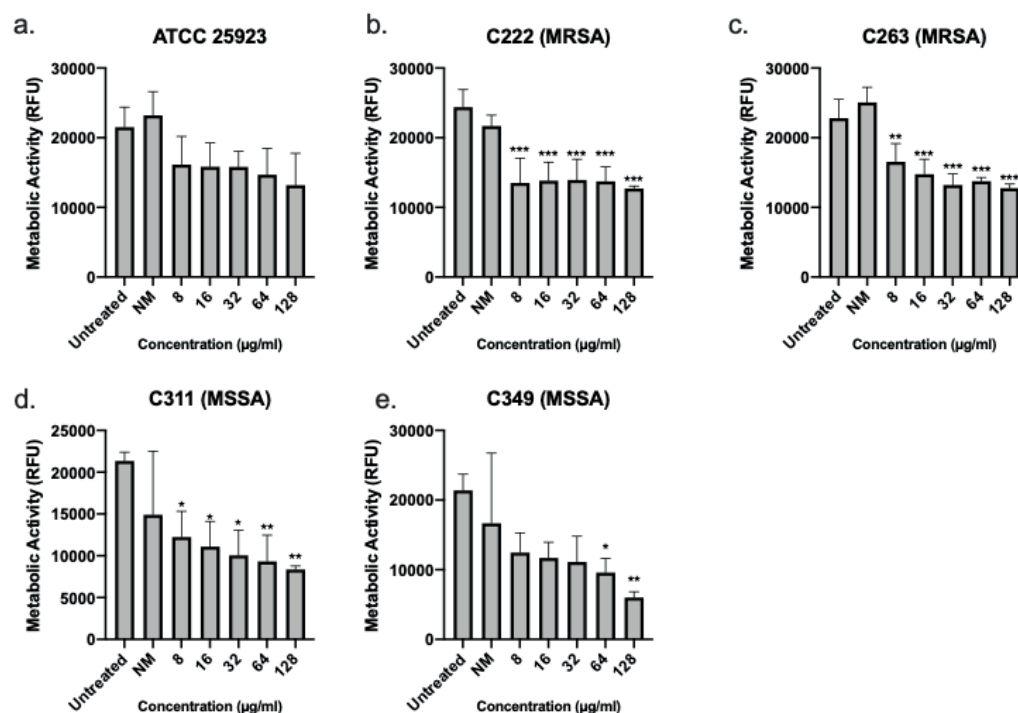 a.
ATCC 25923
Metabolic Activity (RFU)
30000
20000
10000
0
Untreated
NM
8
16
32
64
128
Concentration (µg/ml)
b.
C222 (MRSA)
Metabolic Activity (RFU)
30000
20000
10000
0
***
***
***
***
***
Untreated
NM
8
16
32
64
128
Concentration (µg/ml)
c.
C263 (MRSA)
Metabolic Activity (RFU)
30000
20000
10000
0
**
***
***
***
***
Untreated
NM
8
16
32
64
128
Concentration (µg/ml)
d.
C311 (MSSA)
Metabolic Activity (RFU)
25000
20000
15000
10000
5000
0
*
*
*
**
**
Untreated
NM
8
16
32
64
128
Concentration (µg/ml)
e.
C349 (MSSA)
Metabolic Activity (RFU)
30000
20000
10000
0
*
**
Untreated
NM
8
16
32
64
128
Concentration (µg/ml)